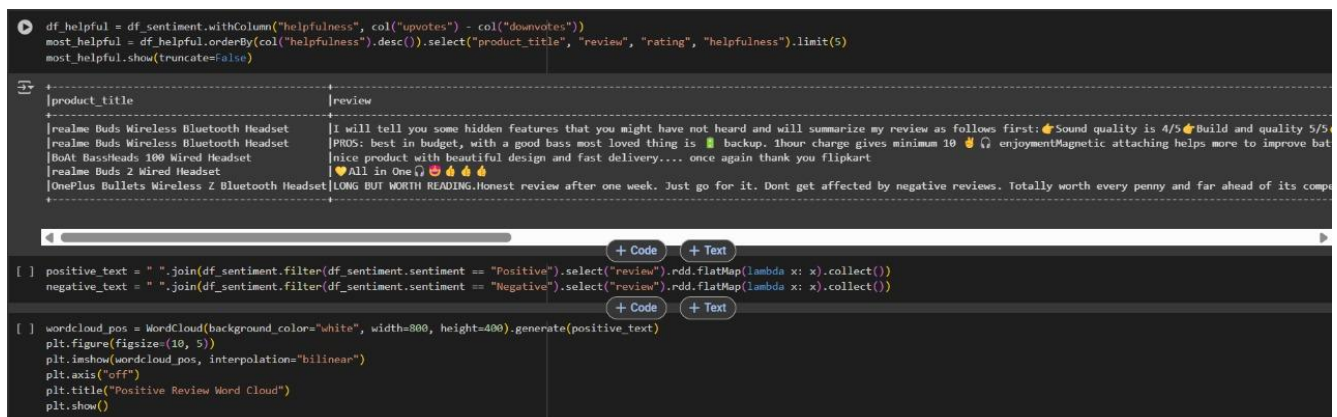 df_helpful = df_sentiment.withColumn("helpfulness", col("upvotes") - col("downvotes"))
most_helpful = df_helpful.orderBy(col("helpfulness").desc()).select("product_title", "review", "rating", "helpfulness").limit(5)
most_helpful.show(truncate=False)
|product_title |review
|realme Buds Wireless Bluetooth Headset |I will tell you some hidden features that you might have not heard and will summarize my review as follows first:👉Sound quality is 4/5👉Build and quality 5/5
|realme Buds Wireless Bluetooth Headset |PROS: best in budget, with a good bass most loved thing is 🔋 backup. 1hour charge gives minimum 10 ✌🎧 enjoymentMagnetic attaching helps more to improve bat
|BoAt BassHeads 100 Wired Headset |nice product with beautiful design and fast delivery.... once again thank you flipkart
|realme Buds 2 Wired Headset |💛All in One🎧😍👍👍👍
|OnePlus Bullets Wireless Z Bluetooth Headset|LONG BUT WORTH READING.Honest review after one week. Just go for it. Dont get affected by negative reviews. Totally worth every penny and far ahead of its compe
+ Code + Text
[ ] positive_text = " ".join(df_sentiment.filter(df_sentiment.sentiment == "Positive").select("review").rdd.flatMap(lambda x: x).collect())
negative_text = " ".join(df_sentiment.filter(df_sentiment.sentiment == "Negative").select("review").rdd.flatMap(lambda x: x).collect())
+ Code + Text
[ ] wordcloud_pos = WordCloud(background_color="white", width=800, height=400).generate(positive_text)
plt.figure(figsize=(10, 5))
plt.imshow(wordcloud_pos, interpolation="bilinear")
plt.axis("off")
plt.title("Positive Review Word Cloud")
plt.show()